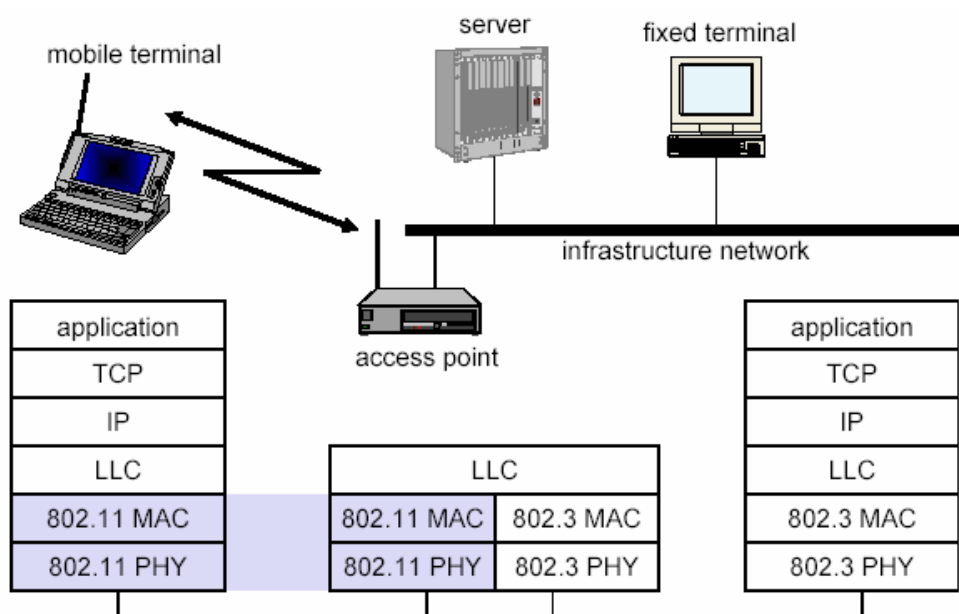 server
fixed terminal
mobile terminal
infrastructure network
access point
application
TCP
IP
LLC
802.11 MAC
802.11 PHY
LLC
802.11 MAC
802.3 MAC
802.11 PHY
802.3 PHY
application
TCP
IP
LLC
802.3 MAC
802.3 PHY